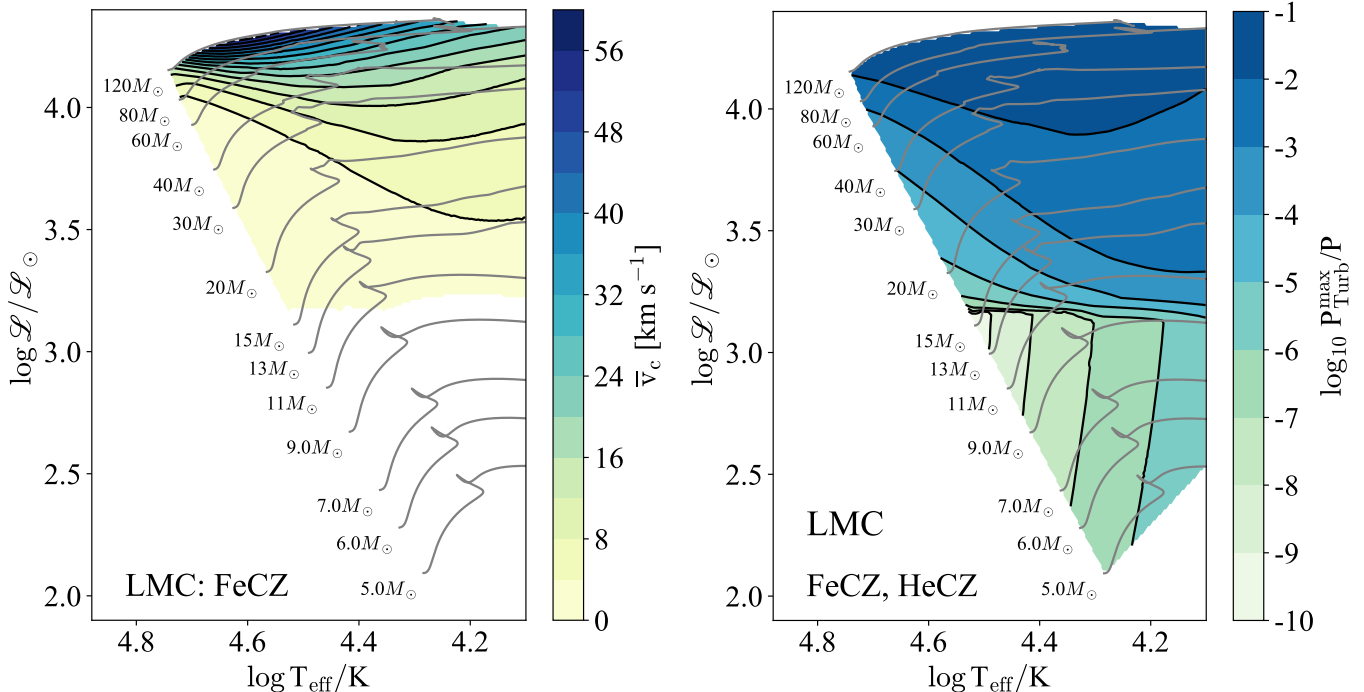 log ℒ/ℒ⊙
4.0
3.5
3.0
2.5
2.0
120M⊙
80M⊙
60M⊙
40M⊙
30M⊙
20M⊙
15M⊙
13M⊙
11M⊙
9.0M⊙
7.0M⊙
6.0M⊙
5.0M⊙
LMC: FeCZ
4.8
4.6
4.4
4.2
log T_eff/K
56
48
40
32
24
16
8
0
v̅_c [km s⁻¹]
log ℒ/ℒ⊙
4.0
3.5
3.0
2.5
2.0
120M⊙
80M⊙
60M⊙
40M⊙
30M⊙
20M⊙
15M⊙
13M⊙
11M⊙
9.0M⊙
7.0M⊙
6.0M⊙
5.0M⊙
LMC
FeCZ, HeCZ
4.8
4.6
4.4
4.2
log T_eff/K
-1
-2
-3
-4
-5
-6
-7
-8
-9
-10
log₁₀ P_Turb^max/P